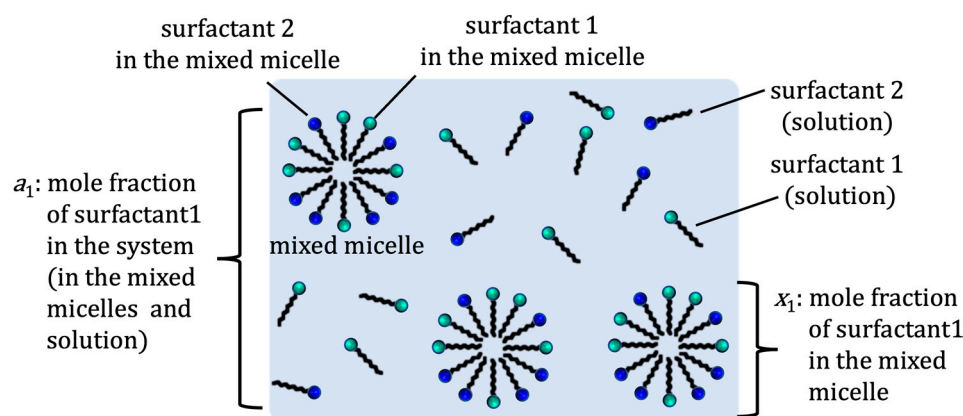 surfactant 2
in the mixed micelle
surfactant 1
in the mixed micelle
surfactant 2
(solution)
surfactant 1
(solution)
a₁: mole fraction
of surfactant1
in the system
(in the mixed
micelles and
solution)
mixed micelle
x₁: mole fraction
of surfactant1
in the mixed
micelle